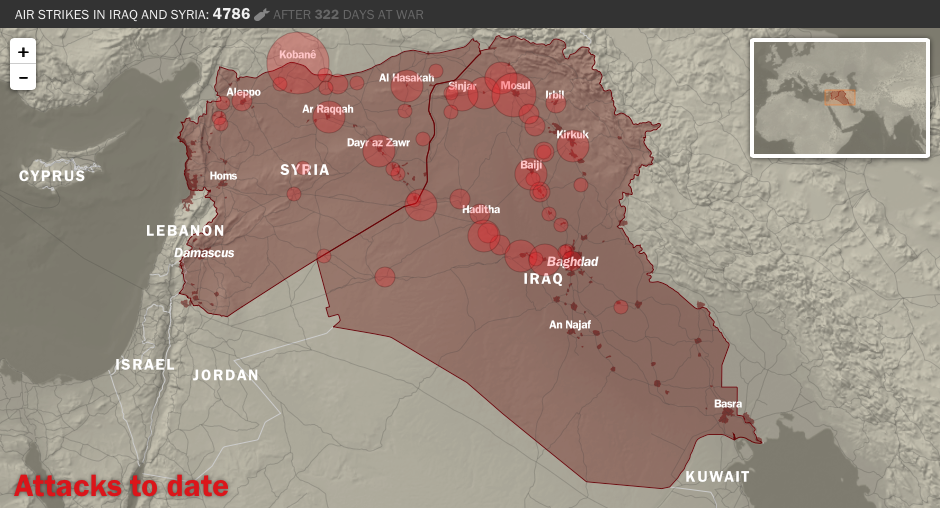 AIR STRIKES IN IRAQ AND SYRIA: 4786 AFTER 322 DAYS AT WAR
+
−
Kobanê
Al Hasakah
Sinjar
Mosul
Aleppo
Irbil
Ar Raqqah
Kirkuk
Dayr az Zawr
Baiji
SYRIA
CYPRUS
Homs
Haditha
LEBANON
Damascus
Baghdad
IRAQ
An Najaf
ISRAEL
JORDAN
Basra
KUWAIT
Attacks to date